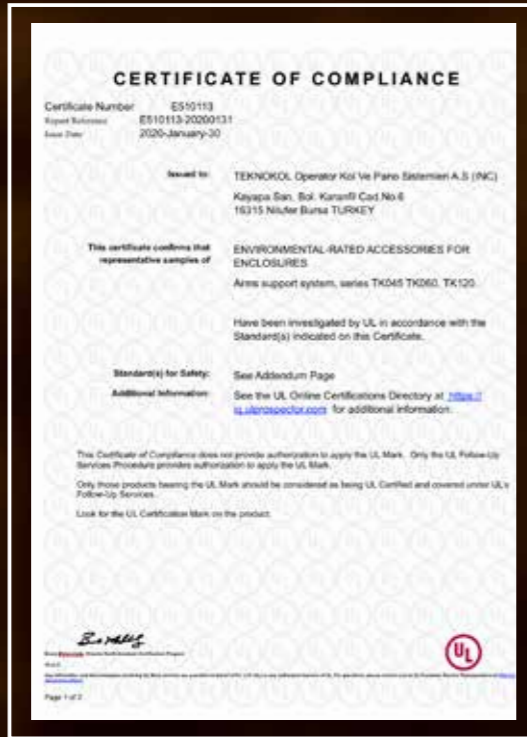 CERTIFICATE OF COMPLIANCE
Certificate Number E510113
Report Reference E510113-20200131
Issue Date 2020-January-30
Issued to: TEKNOKOL Operator Kol Ve Pano Sistemleri A.S (INC)
Kayapa San. Bol. Karanfil Cad.No:6
16315 Nilufer Bursa TURKEY
This certificate confirms that ENVIRONMENTAL-RATED ACCESSORIES FOR
representative samples of ENCLOSURES
Arms support system, series TK045 TK060, TK120.
Have been investigated by UL in accordance with the
Standard(s) indicated on this Certificate.
Standard(s) for Safety: See Addendum Page
Additional Information: See the UL Online Certifications Directory at https://
iq.ulprospector.com for additional information.
This Certificate of Compliance does not provide authorization to apply the UL Mark. Only the UL Follow-Up
Services Procedure provides authorization to apply the UL Mark.
Only those products bearing the UL Mark should be considered as being UL Certified and covered under UL's
Follow-Up Services.
Look for the UL Certification Mark on the product.
UL
Page 1 of 2